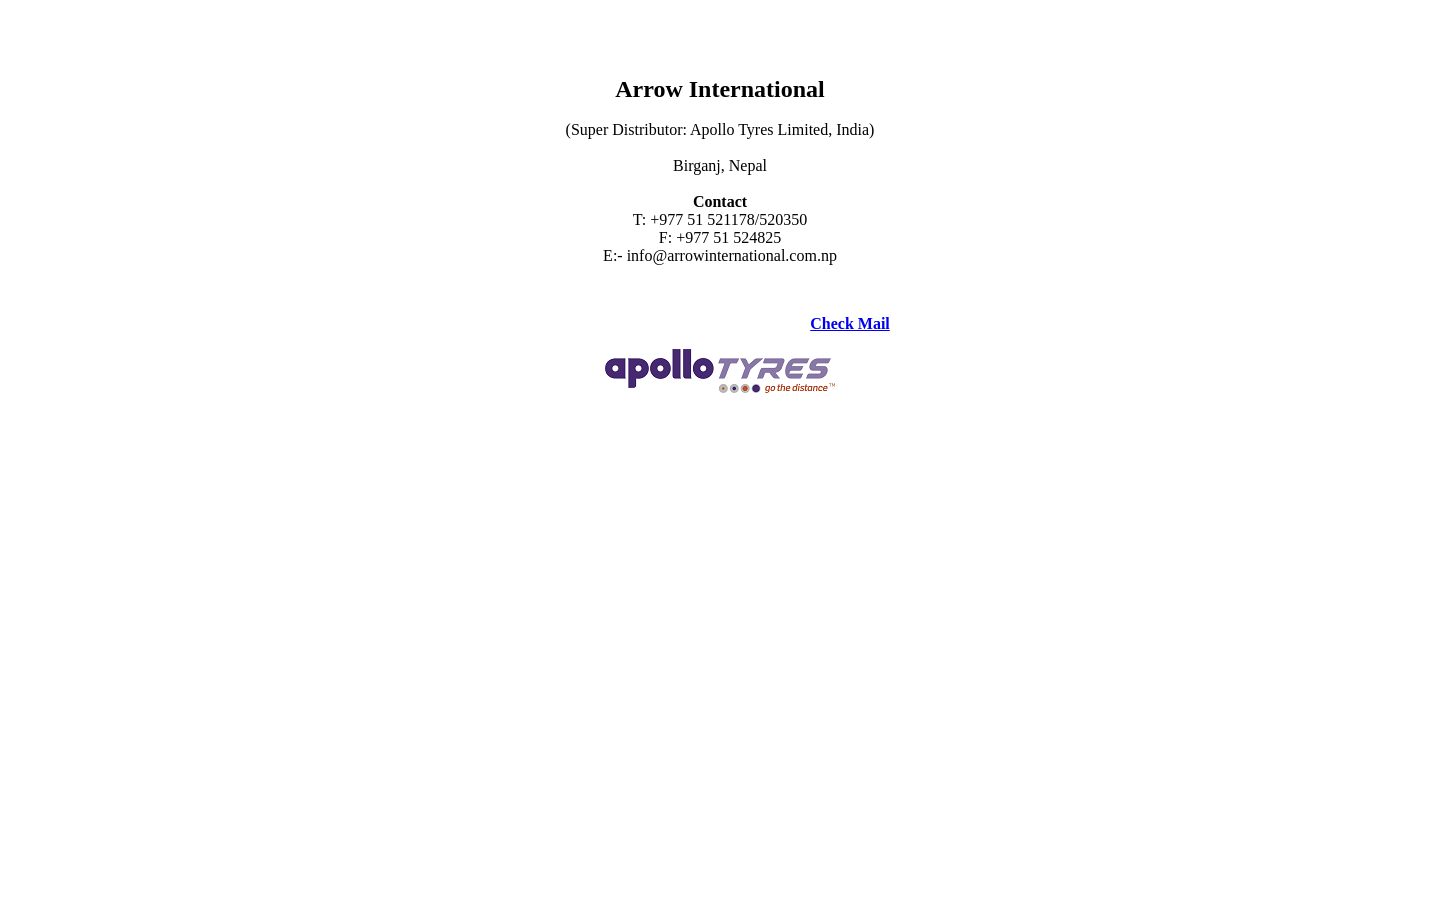 Arrow International
(Super Distributor: Apollo Tyres Limited, India)
Birganj, Nepal
Contact
T: +977 51 521178/520350
F: +977 51 524825
E:- info@arrowinternational.com.np
Check Mail
apollo TYRES
go the distance™